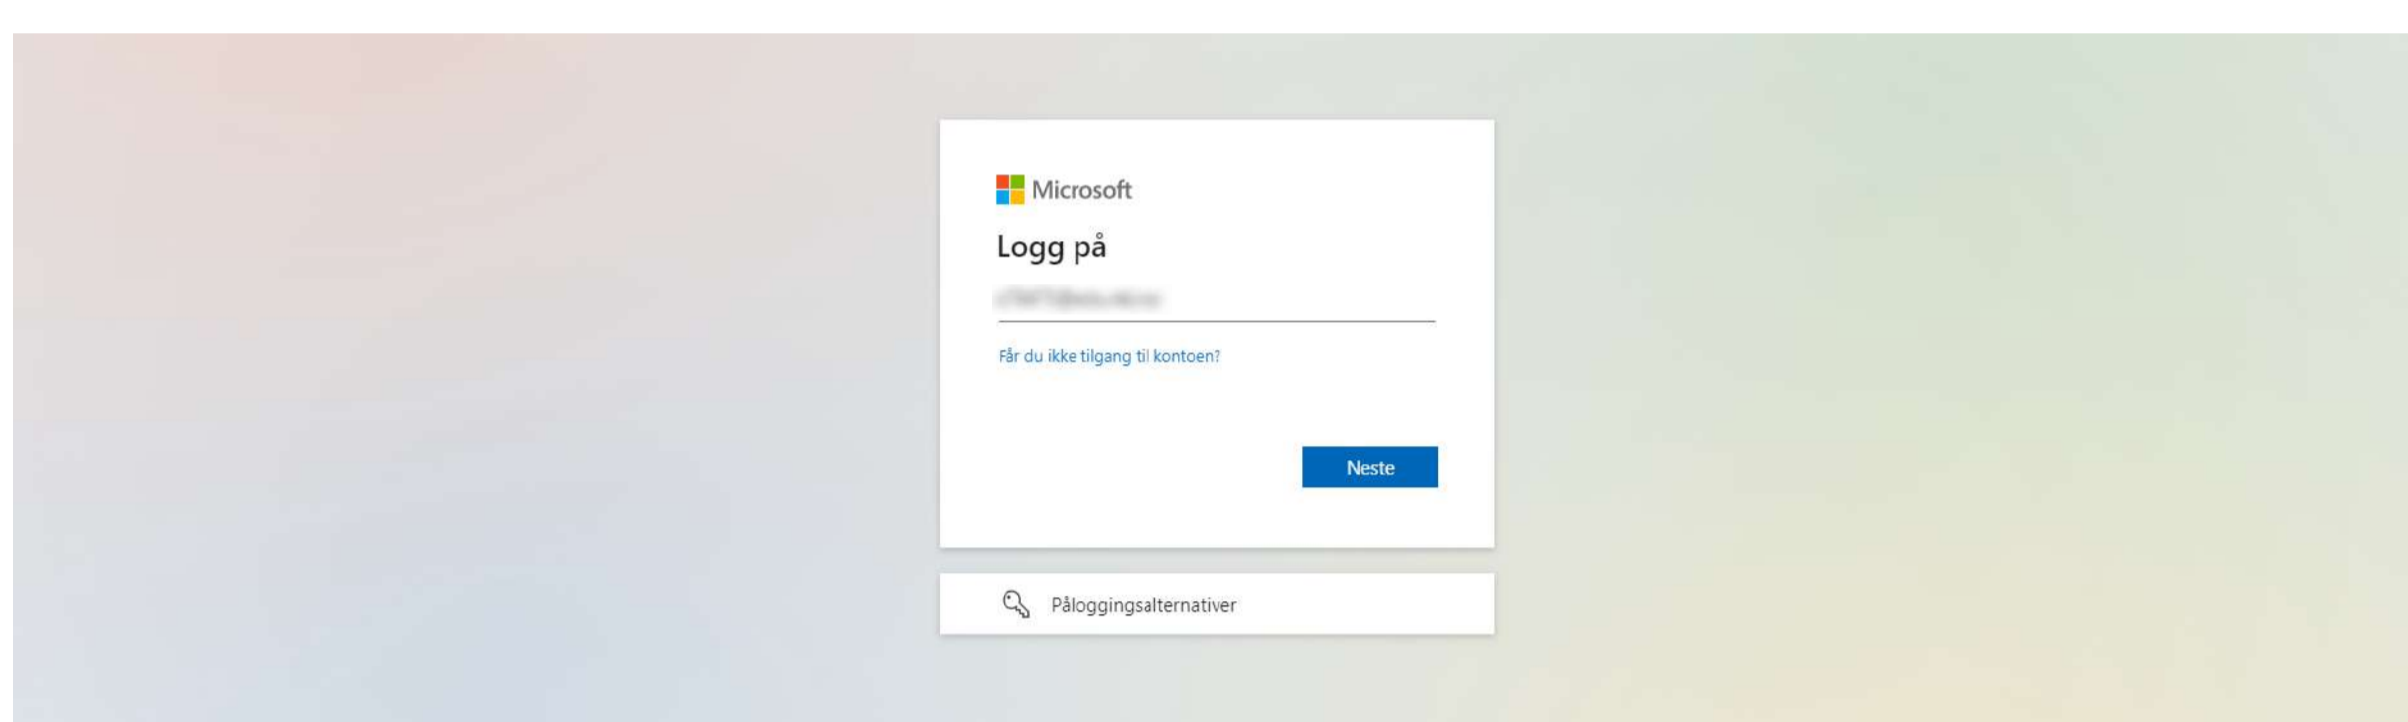 Microsoft
Logg på
Får du ikke tilgang til kontoen?
Neste
Påloggingsalternativer